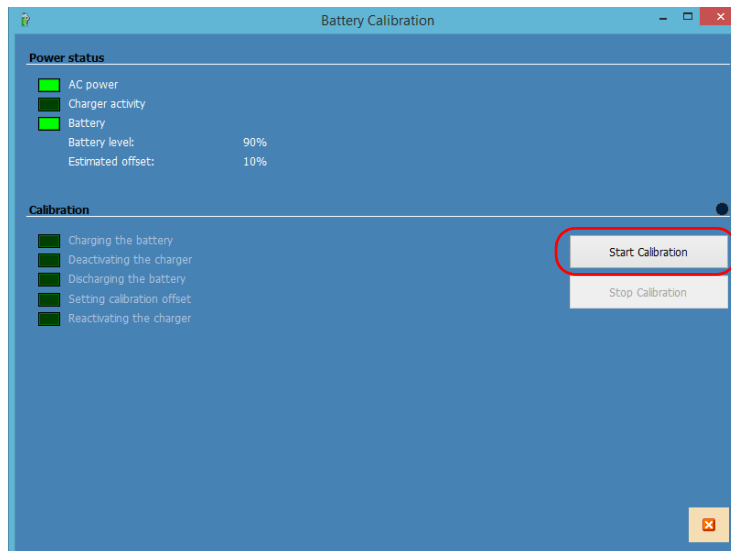 Battery Calibration
Power status
AC power
Charger activity
Battery
Battery level: 90%
Estimated offset: 10%
Calibration
Charging the battery
Deactivating the charger
Discharging the battery
Setting calibration offset
Reactivating the charger
Start Calibration
Stop Calibration